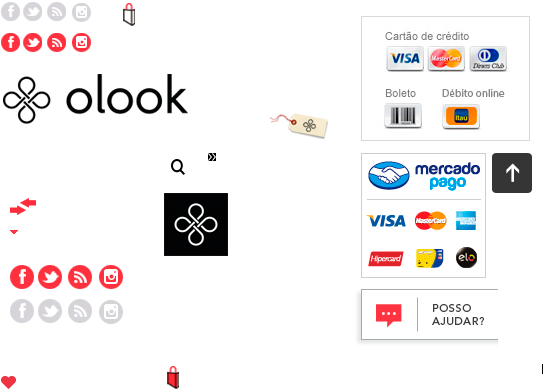 olook
Cartão de crédito
VISA MasterCard Diners Club
Boleto Débito online
Itaú
mercado
pago
VISA MasterCard
Hipercard elo
POSSO
AJUDAR?